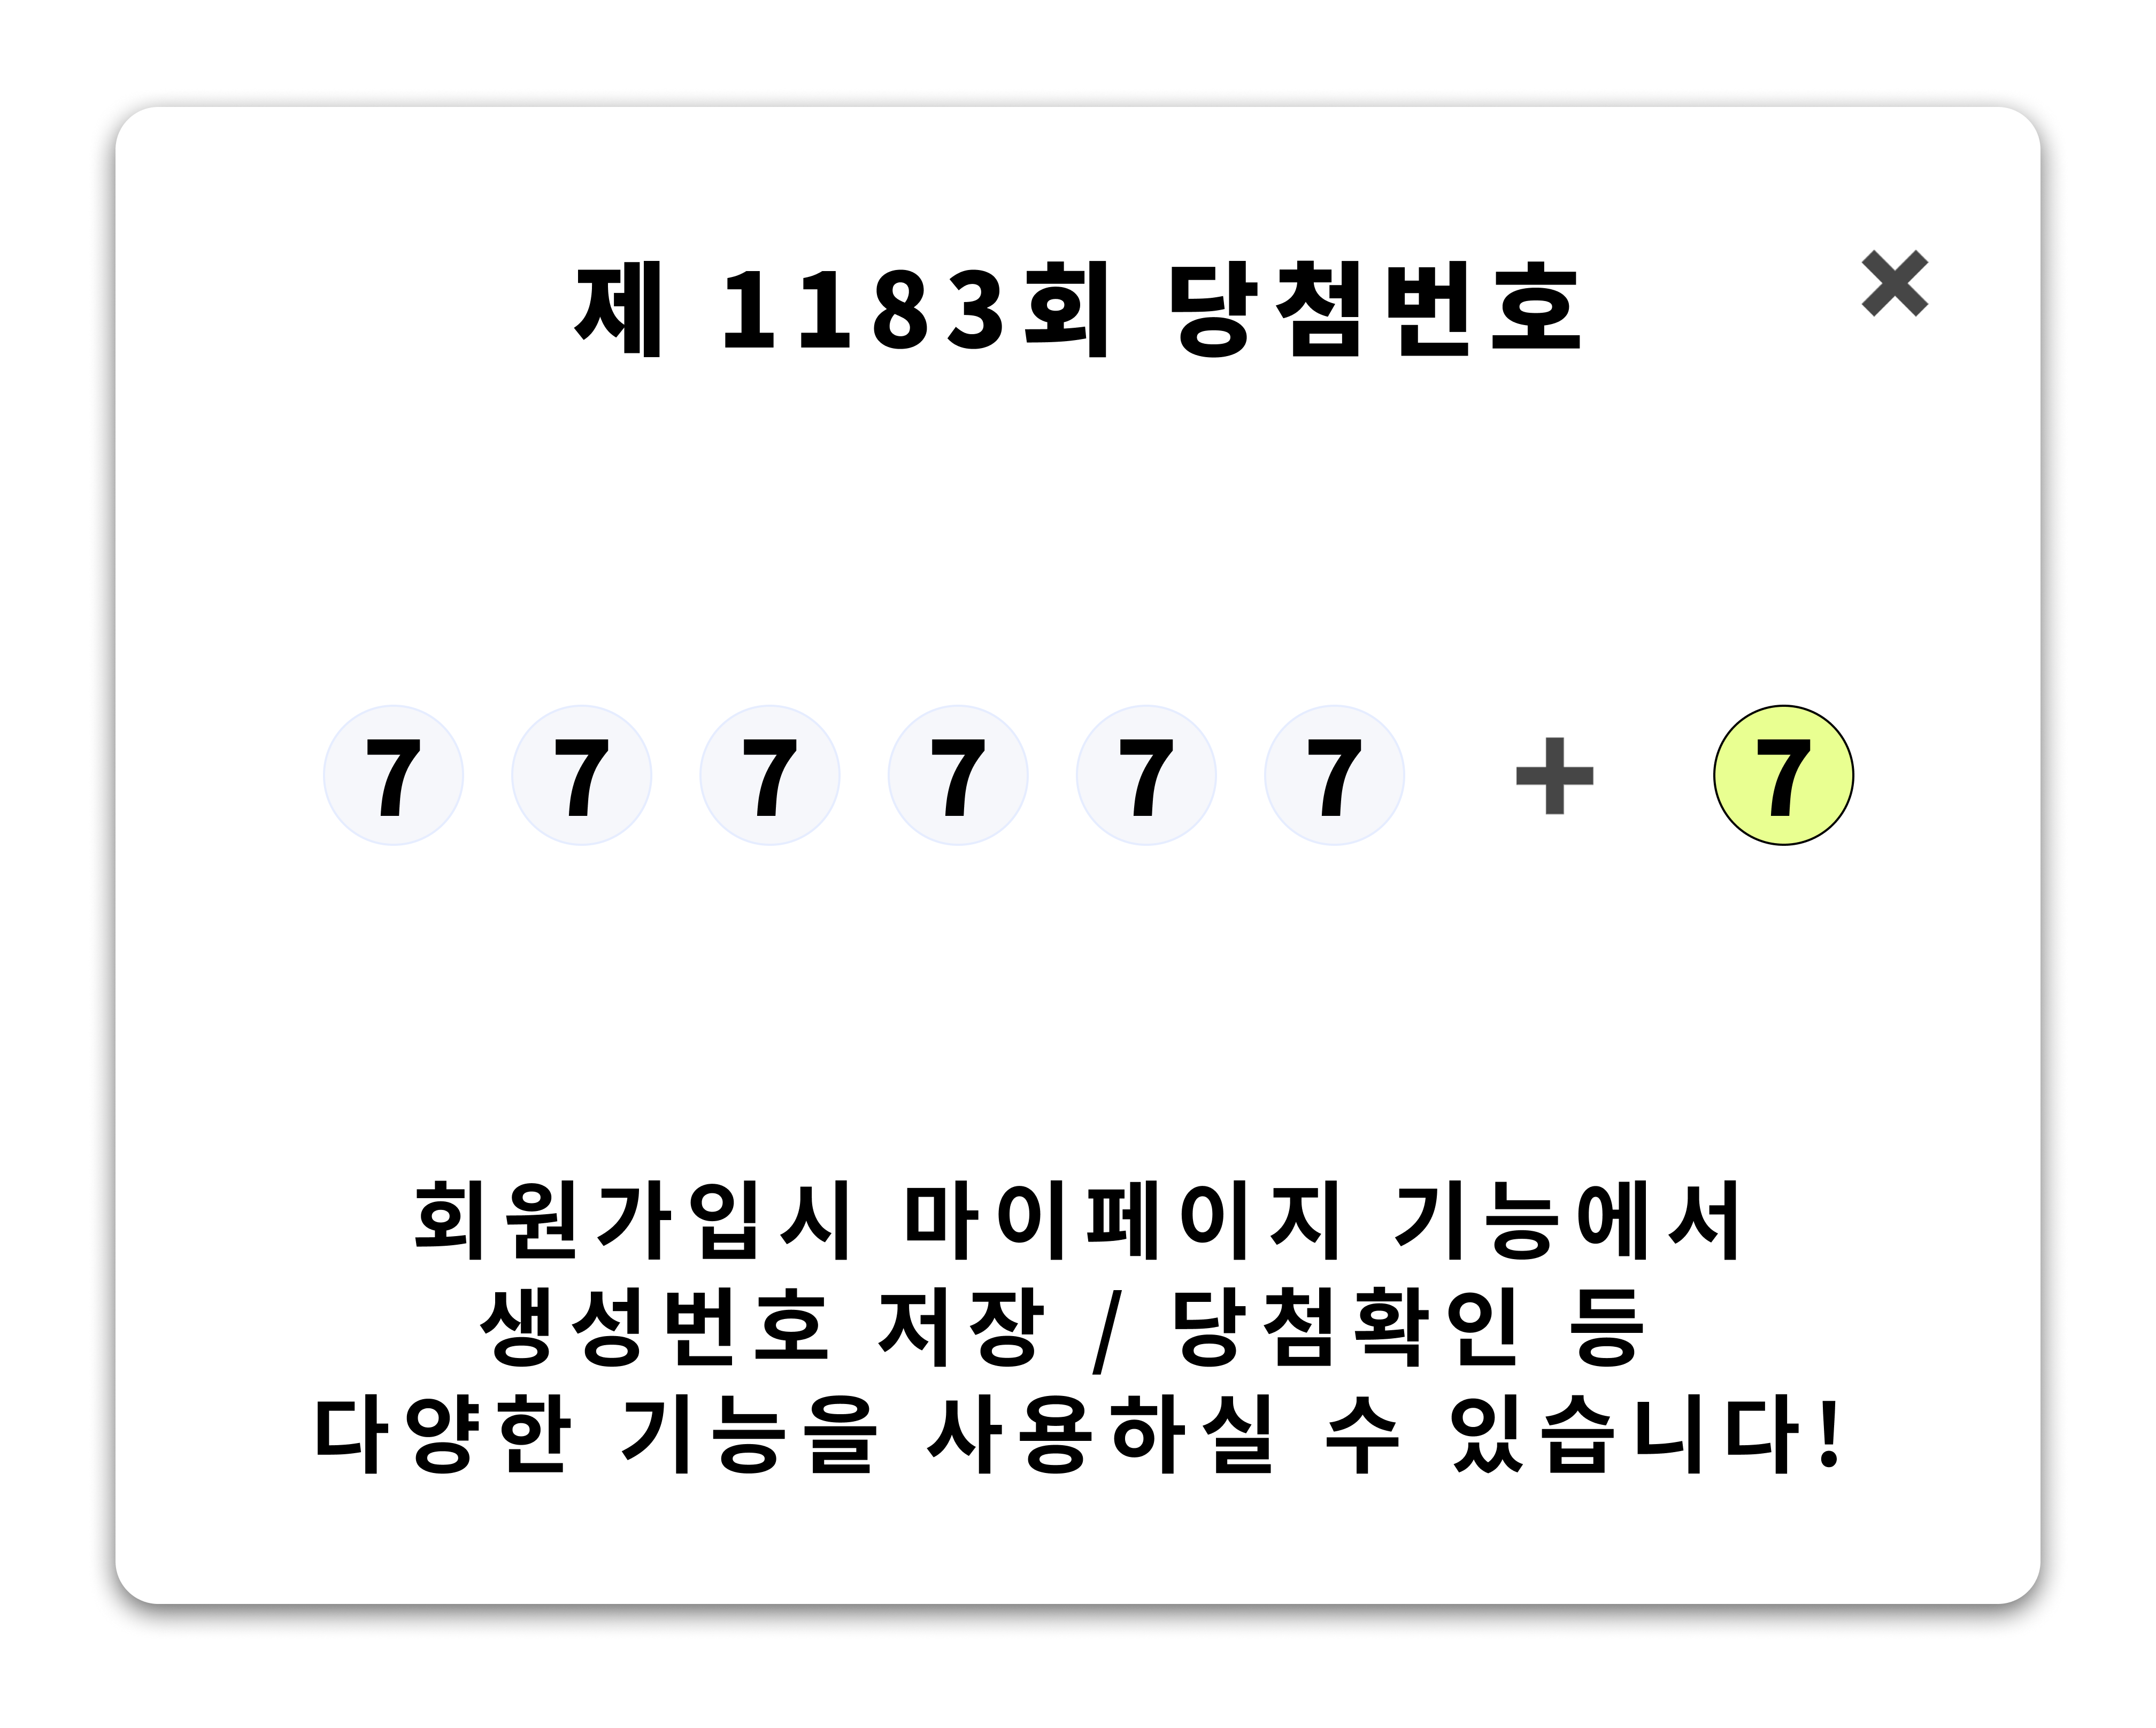 제 1183회 당첨번호 ×
7 7 7 7 7 7 + 7
회원가입시 마이페이지 기능에서
생성번호 저장 / 당첨확인 등
다양한 기능을 사용하실 수 있습니다!